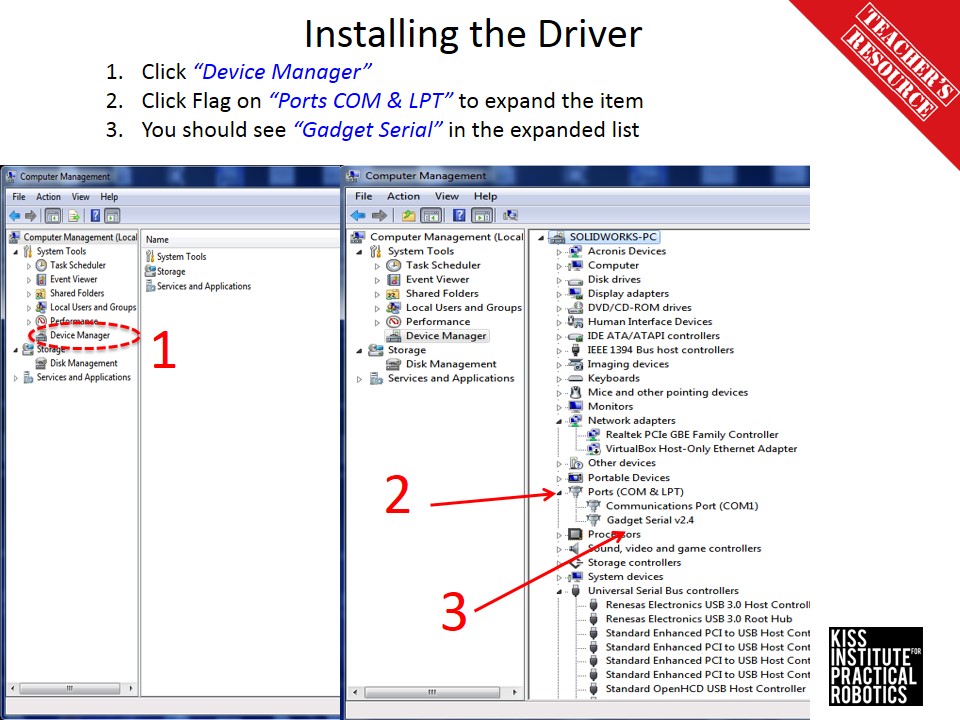 Installing the Driver
1. Click “Device Manager”
2. Click Flag on “Ports COM & LPT” to expand the item
3. You should see “Gadget Serial” in the expanded list
TEACHER'S
RESOURCE
Computer Management
File Action View Help
Computer Management (Local
System Tools
Task Scheduler
Event Viewer
Shared Folders
Local Users and Groups
Performance
Device Manager
Storage
Disk Management
Services and Applications
Name
System Tools
Storage
Services and Applications
1
Computer Management
File Action View Help
Computer Management (Local
System Tools
Task Scheduler
Event Viewer
Shared Folders
Local Users and Groups
Performance
Device Manager
Storage
Disk Management
Services and Applications
SOLIDWORKS-PC
Acronis Devices
Computer
Disk drives
Display adapters
DVD/CD-ROM drives
Human Interface Devices
IDE ATA/ATAPI controllers
IEEE 1394 Bus host controllers
Imaging devices
Keyboards
Mice and other pointing devices
Monitors
Network adapters
Realtek PCIe GBE Family Controller
VirtualBox Host-Only Ethernet Adapter
Other devices
Portable Devices
Ports (COM & LPT)
Communications Port (COM1)
Gadget Serial v2.4
Processors
Sound, video and game controllers
Storage controllers
System devices
Universal Serial Bus controllers
Renesas Electronics USB 3.0 Host Controll
Renesas Electronics USB 3.0 Root Hub
Standard Enhanced PCI to USB Host Cont
Standard Enhanced PCI to USB Host Cont
Standard Enhanced PCI to USB Host Cont
Standard Enhanced PCI to USB Host Cont
Standard OpenHCD USB Host Controller
2
3
KISS
INSTITUTE FOR
PRACTICAL
ROBOTICS